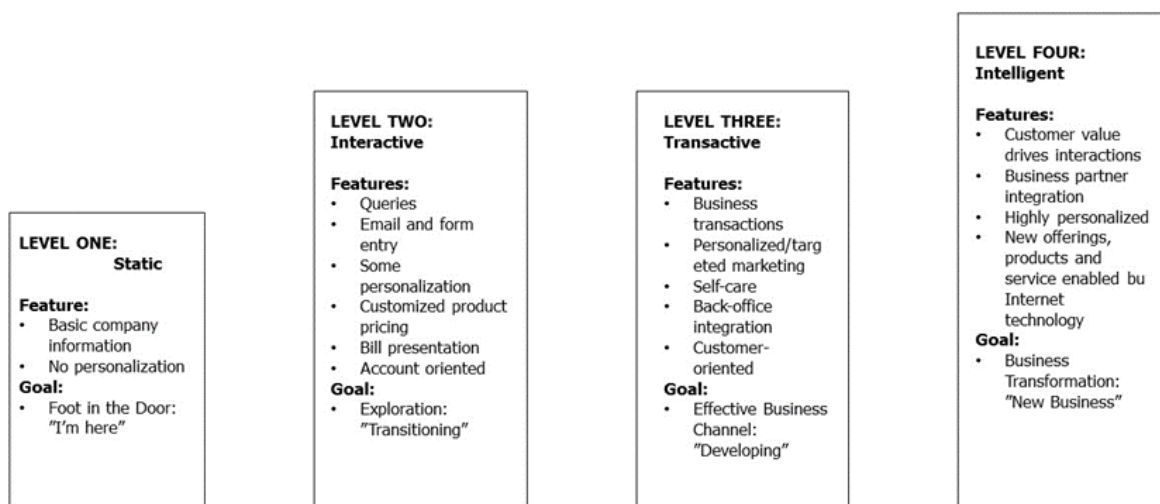 LEVEL ONE:
Static
Feature:
• Basic company
information
• No personalization
Goal:
• Foot in the Door:
"I'm here"
LEVEL TWO:
Interactive
Features:
• Queries
• Email and form
entry
• Some
personalization
• Customized product
pricing
• Bill presentation
• Account oriented
Goal:
• Exploration:
"Transitioning"
LEVEL THREE:
Transactive
Features:
• Business
transactions
• Personalized/targ
eted marketing
• Self-care
• Back-office
integration
• Customer-
oriented
Goal:
• Effective Business
Channel:
"Developing"
LEVEL FOUR:
Intelligent
Features:
• Customer value
drives interactions
• Business partner
integration
• Highly personalized
• New offerings,
products and
service enabled bu
Internet
technology
Goal:
• Business
Transformation:
"New Business"